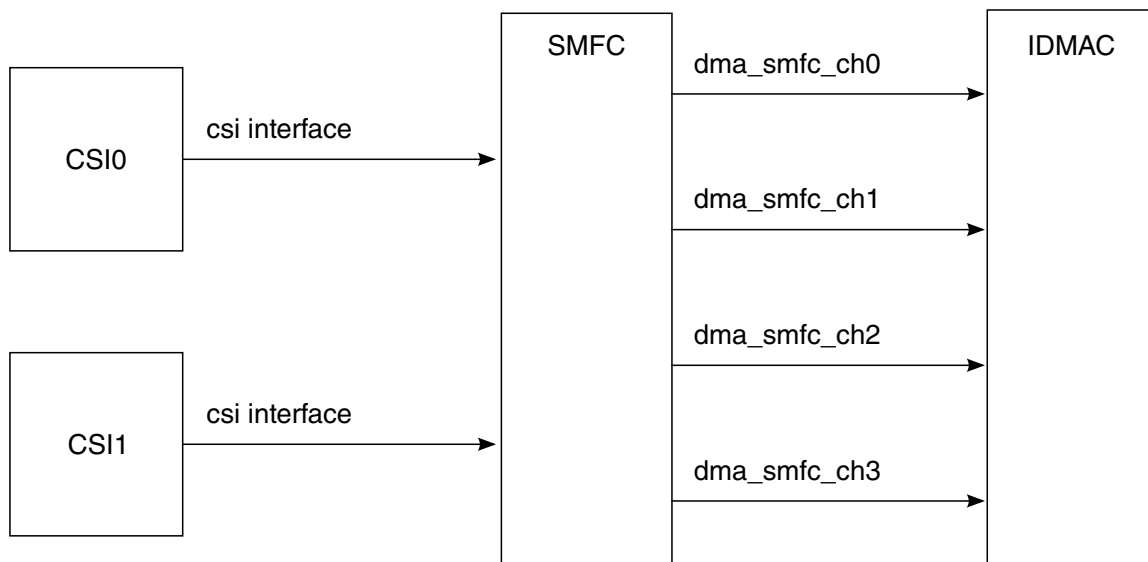 SMFC
IDMAC
dma_smfc_ch0
csi interface
CSI0
dma_smfc_ch1
dma_smfc_ch2
csi interface
CSI1
dma_smfc_ch3